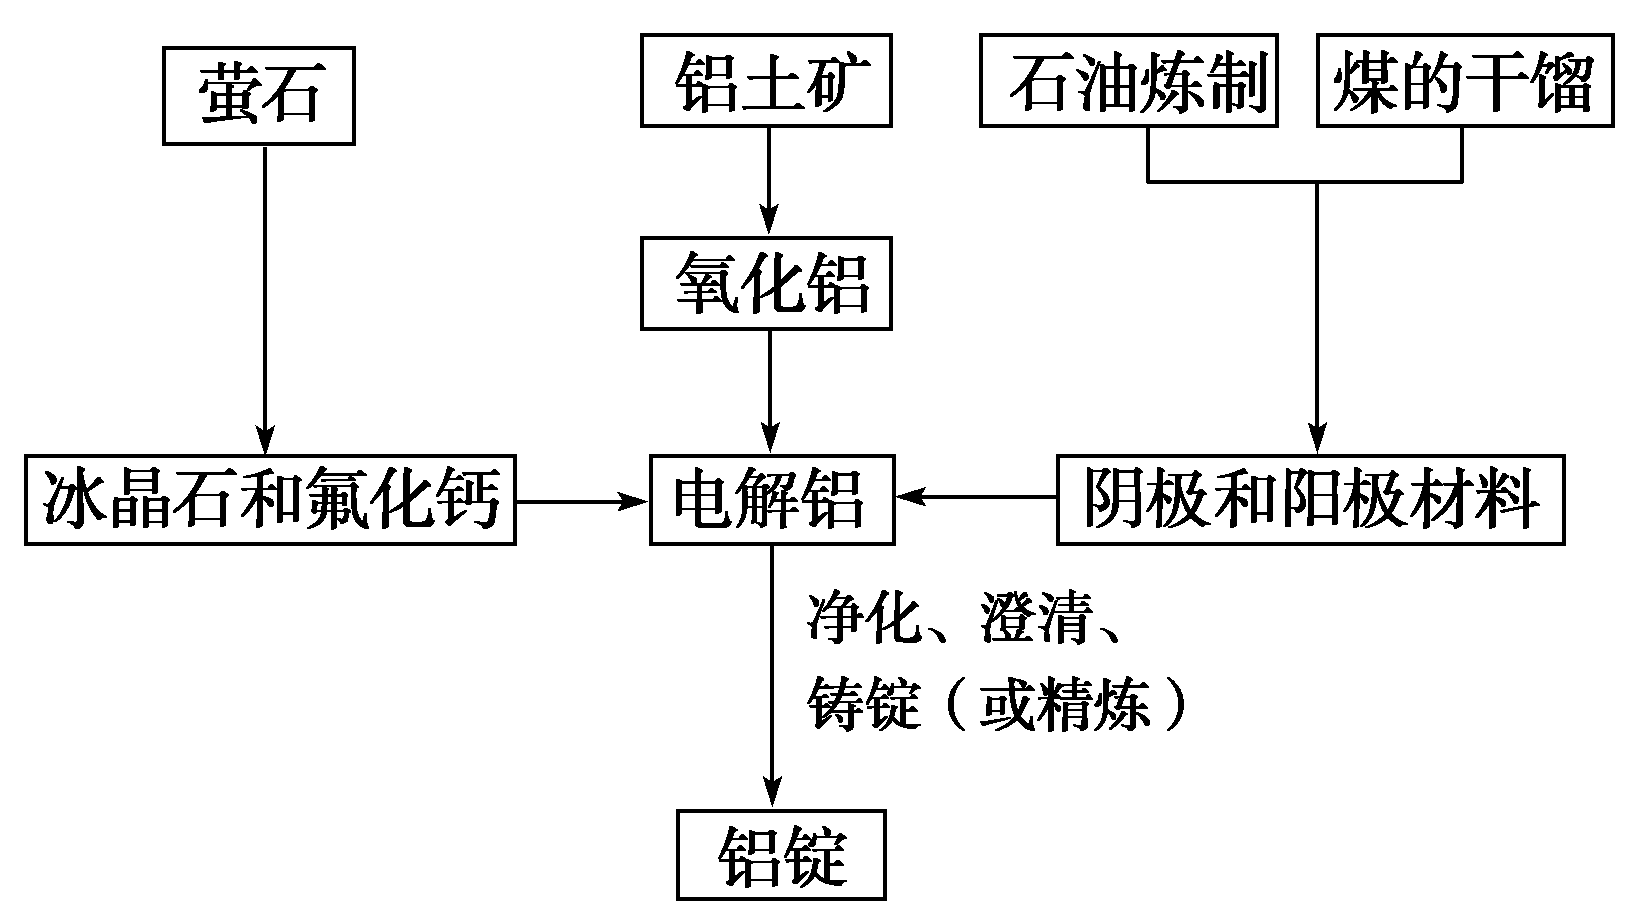 萤石
铝土矿
石油炼制
煤的干馏
氧化铝
冰晶石和氟化钙
电解铝
阴极和阳极材料
净化、澄清、
铸锭(或精炼)
铝锭